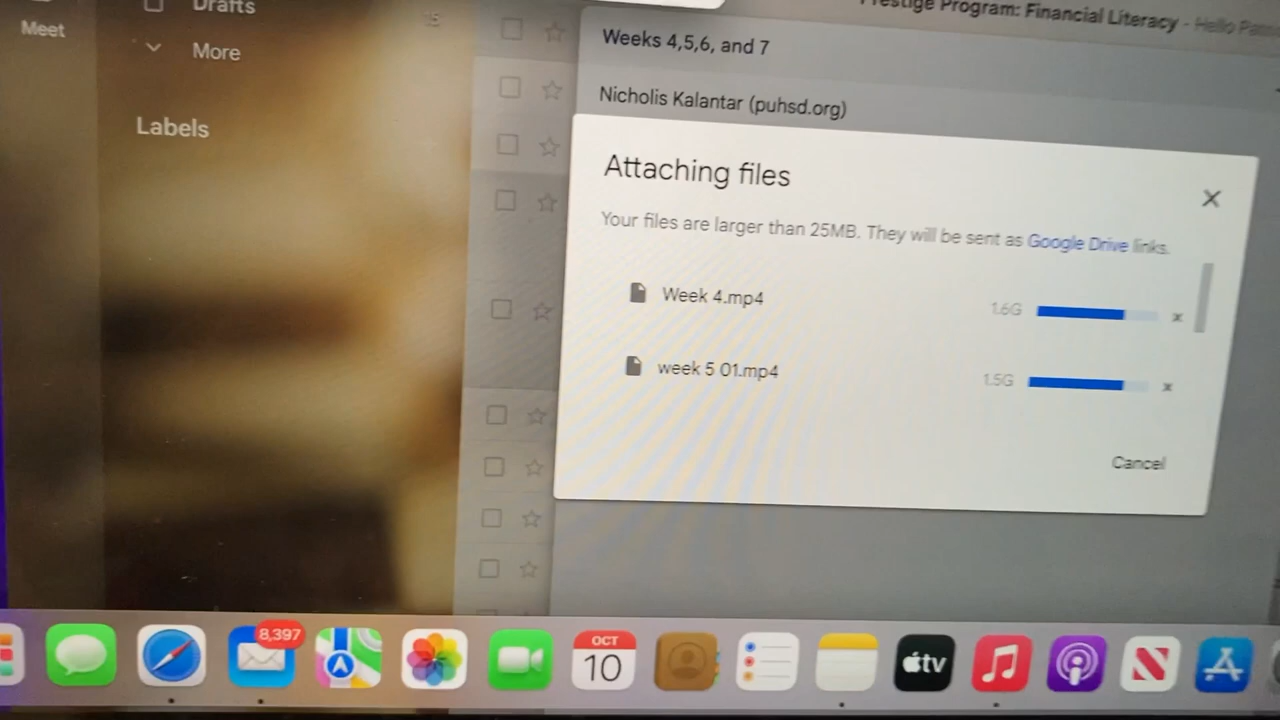 Meet
Drafts
15
More
Labels
Prestige Program: Financial Literacy - Hello
Weeks 4,5,6, and 7
Nicholis Kalantar (puhsd.org)
Attaching files
Your files are larger than 25MB. They will be sent as Google Drive links.
Week 4.mp4
1.6G
week 5 01.mp4
1.5G
Cancel
8,397
OCT
10
tv